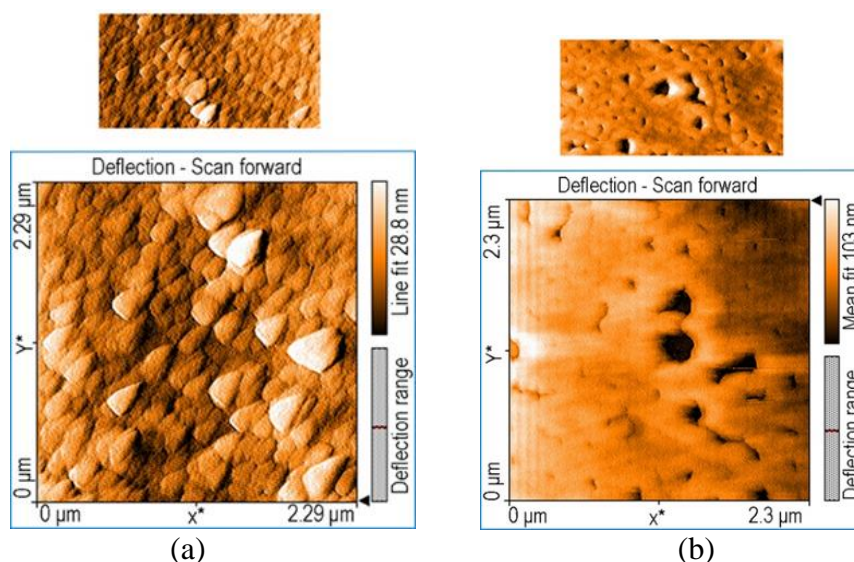 Deflection - Scan forward
2.29 µm
Y*
0 µm
0 µm
x*
2.29 µm
Line fit 28.8 nm
Deflection range
(a)
Deflection - Scan forward
2.3 µm
Y*
0 µm
0 µm
x*
2.3 µm
Mean fit 103 nm
Deflection range
(b)